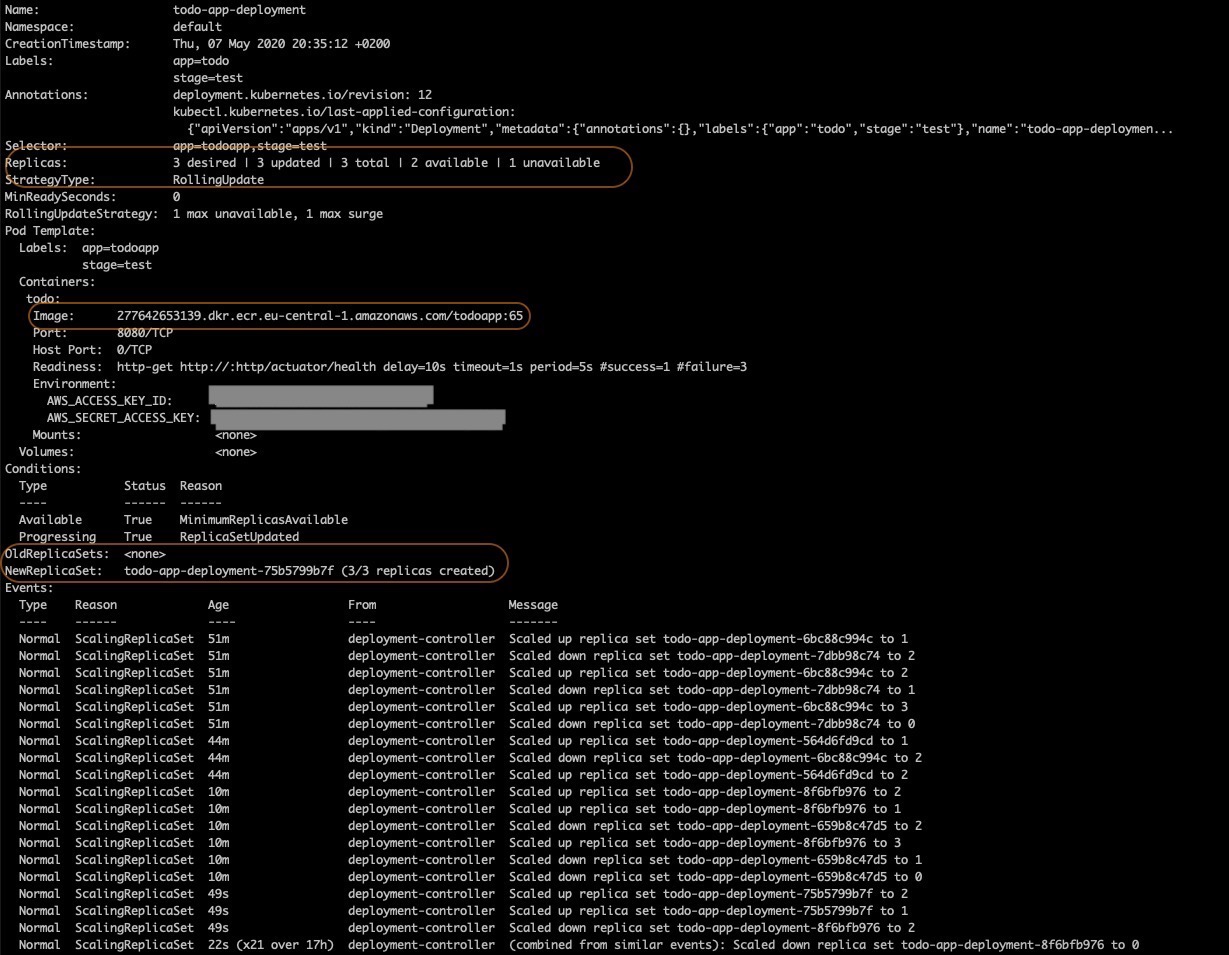 Name: todo-app-deployment
Namespace: default
CreationTimestamp: Thu, 07 May 2020 20:35:12 +0200
Labels: app=todo
stage=test
Annotations: deployment.kubernetes.io/revision: 12
kubectl.kubernetes.io/last-applied-configuration:
{"apiVersion":"apps/v1","kind":"Deployment","metadata":{"annotations":{},"labels":{"app":"todo","stage":"test"},"name":"todo-app-deploymen...
Selector: app=todoapp,stage=test
Replicas: 3 desired | 3 updated | 3 total | 2 available | 1 unavailable
StrategyType: RollingUpdate
MinReadySeconds: 0
RollingUpdateStrategy: 1 max unavailable, 1 max surge
Pod Template:
Labels: app=todoapp
stage=test
Containers:
todo:
Image: 277642653139.dkr.ecr.eu-central-1.amazonaws.com/todoapp:65
Port: 8080/TCP
Host Port: 0/TCP
Readiness: http-get http://:http/actuator/health delay=10s timeout=1s period=5s #success=1 #failure=3
Environment:
AWS_ACCESS_KEY_ID:
AWS_SECRET_ACCESS_KEY:
Mounts: <none>
Volumes: <none>
Conditions:
Type Status Reason
---- ------ ------
Available True MinimumReplicasAvailable
Progressing True ReplicaSetUpdated
OldReplicaSets: <none>
NewReplicaSet: todo-app-deployment-75b5799b7f (3/3 replicas created)
Events:
Type Reason Age From Message
---- ------ ---- ---- -------
Normal ScalingReplicaSet 51m deployment-controller Scaled up replica set todo-app-deployment-6bc88c994c to 1
Normal ScalingReplicaSet 51m deployment-controller Scaled down replica set todo-app-deployment-7dbb98c74 to 2
Normal ScalingReplicaSet 51m deployment-controller Scaled up replica set todo-app-deployment-6bc88c994c to 2
Normal ScalingReplicaSet 51m deployment-controller Scaled down replica set todo-app-deployment-7dbb98c74 to 1
Normal ScalingReplicaSet 51m deployment-controller Scaled up replica set todo-app-deployment-6bc88c994c to 3
Normal ScalingReplicaSet 51m deployment-controller Scaled down replica set todo-app-deployment-7dbb98c74 to 0
Normal ScalingReplicaSet 44m deployment-controller Scaled up replica set todo-app-deployment-564d6fd9cd to 1
Normal ScalingReplicaSet 44m deployment-controller Scaled down replica set todo-app-deployment-6bc88c994c to 2
Normal ScalingReplicaSet 44m deployment-controller Scaled up replica set todo-app-deployment-564d6fd9cd to 2
Normal ScalingReplicaSet 10m deployment-controller Scaled up replica set todo-app-deployment-8f6bfb976 to 2
Normal ScalingReplicaSet 10m deployment-controller Scaled up replica set todo-app-deployment-8f6bfb976 to 1
Normal ScalingReplicaSet 10m deployment-controller Scaled down replica set todo-app-deployment-659b8c47d5 to 2
Normal ScalingReplicaSet 10m deployment-controller Scaled up replica set todo-app-deployment-8f6bfb976 to 3
Normal ScalingReplicaSet 10m deployment-controller Scaled down replica set todo-app-deployment-659b8c47d5 to 1
Normal ScalingReplicaSet 10m deployment-controller Scaled down replica set todo-app-deployment-659b8c47d5 to 0
Normal ScalingReplicaSet 49s deployment-controller Scaled up replica set todo-app-deployment-75b5799b7f to 2
Normal ScalingReplicaSet 49s deployment-controller Scaled up replica set todo-app-deployment-75b5799b7f to 1
Normal ScalingReplicaSet 49s deployment-controller Scaled down replica set todo-app-deployment-8f6bfb976 to 2
Normal ScalingReplicaSet 22s (x21 over 17h) deployment-controller (combined from similar events): Scaled down replica set todo-app-deployment-8f6bfb976 to 0